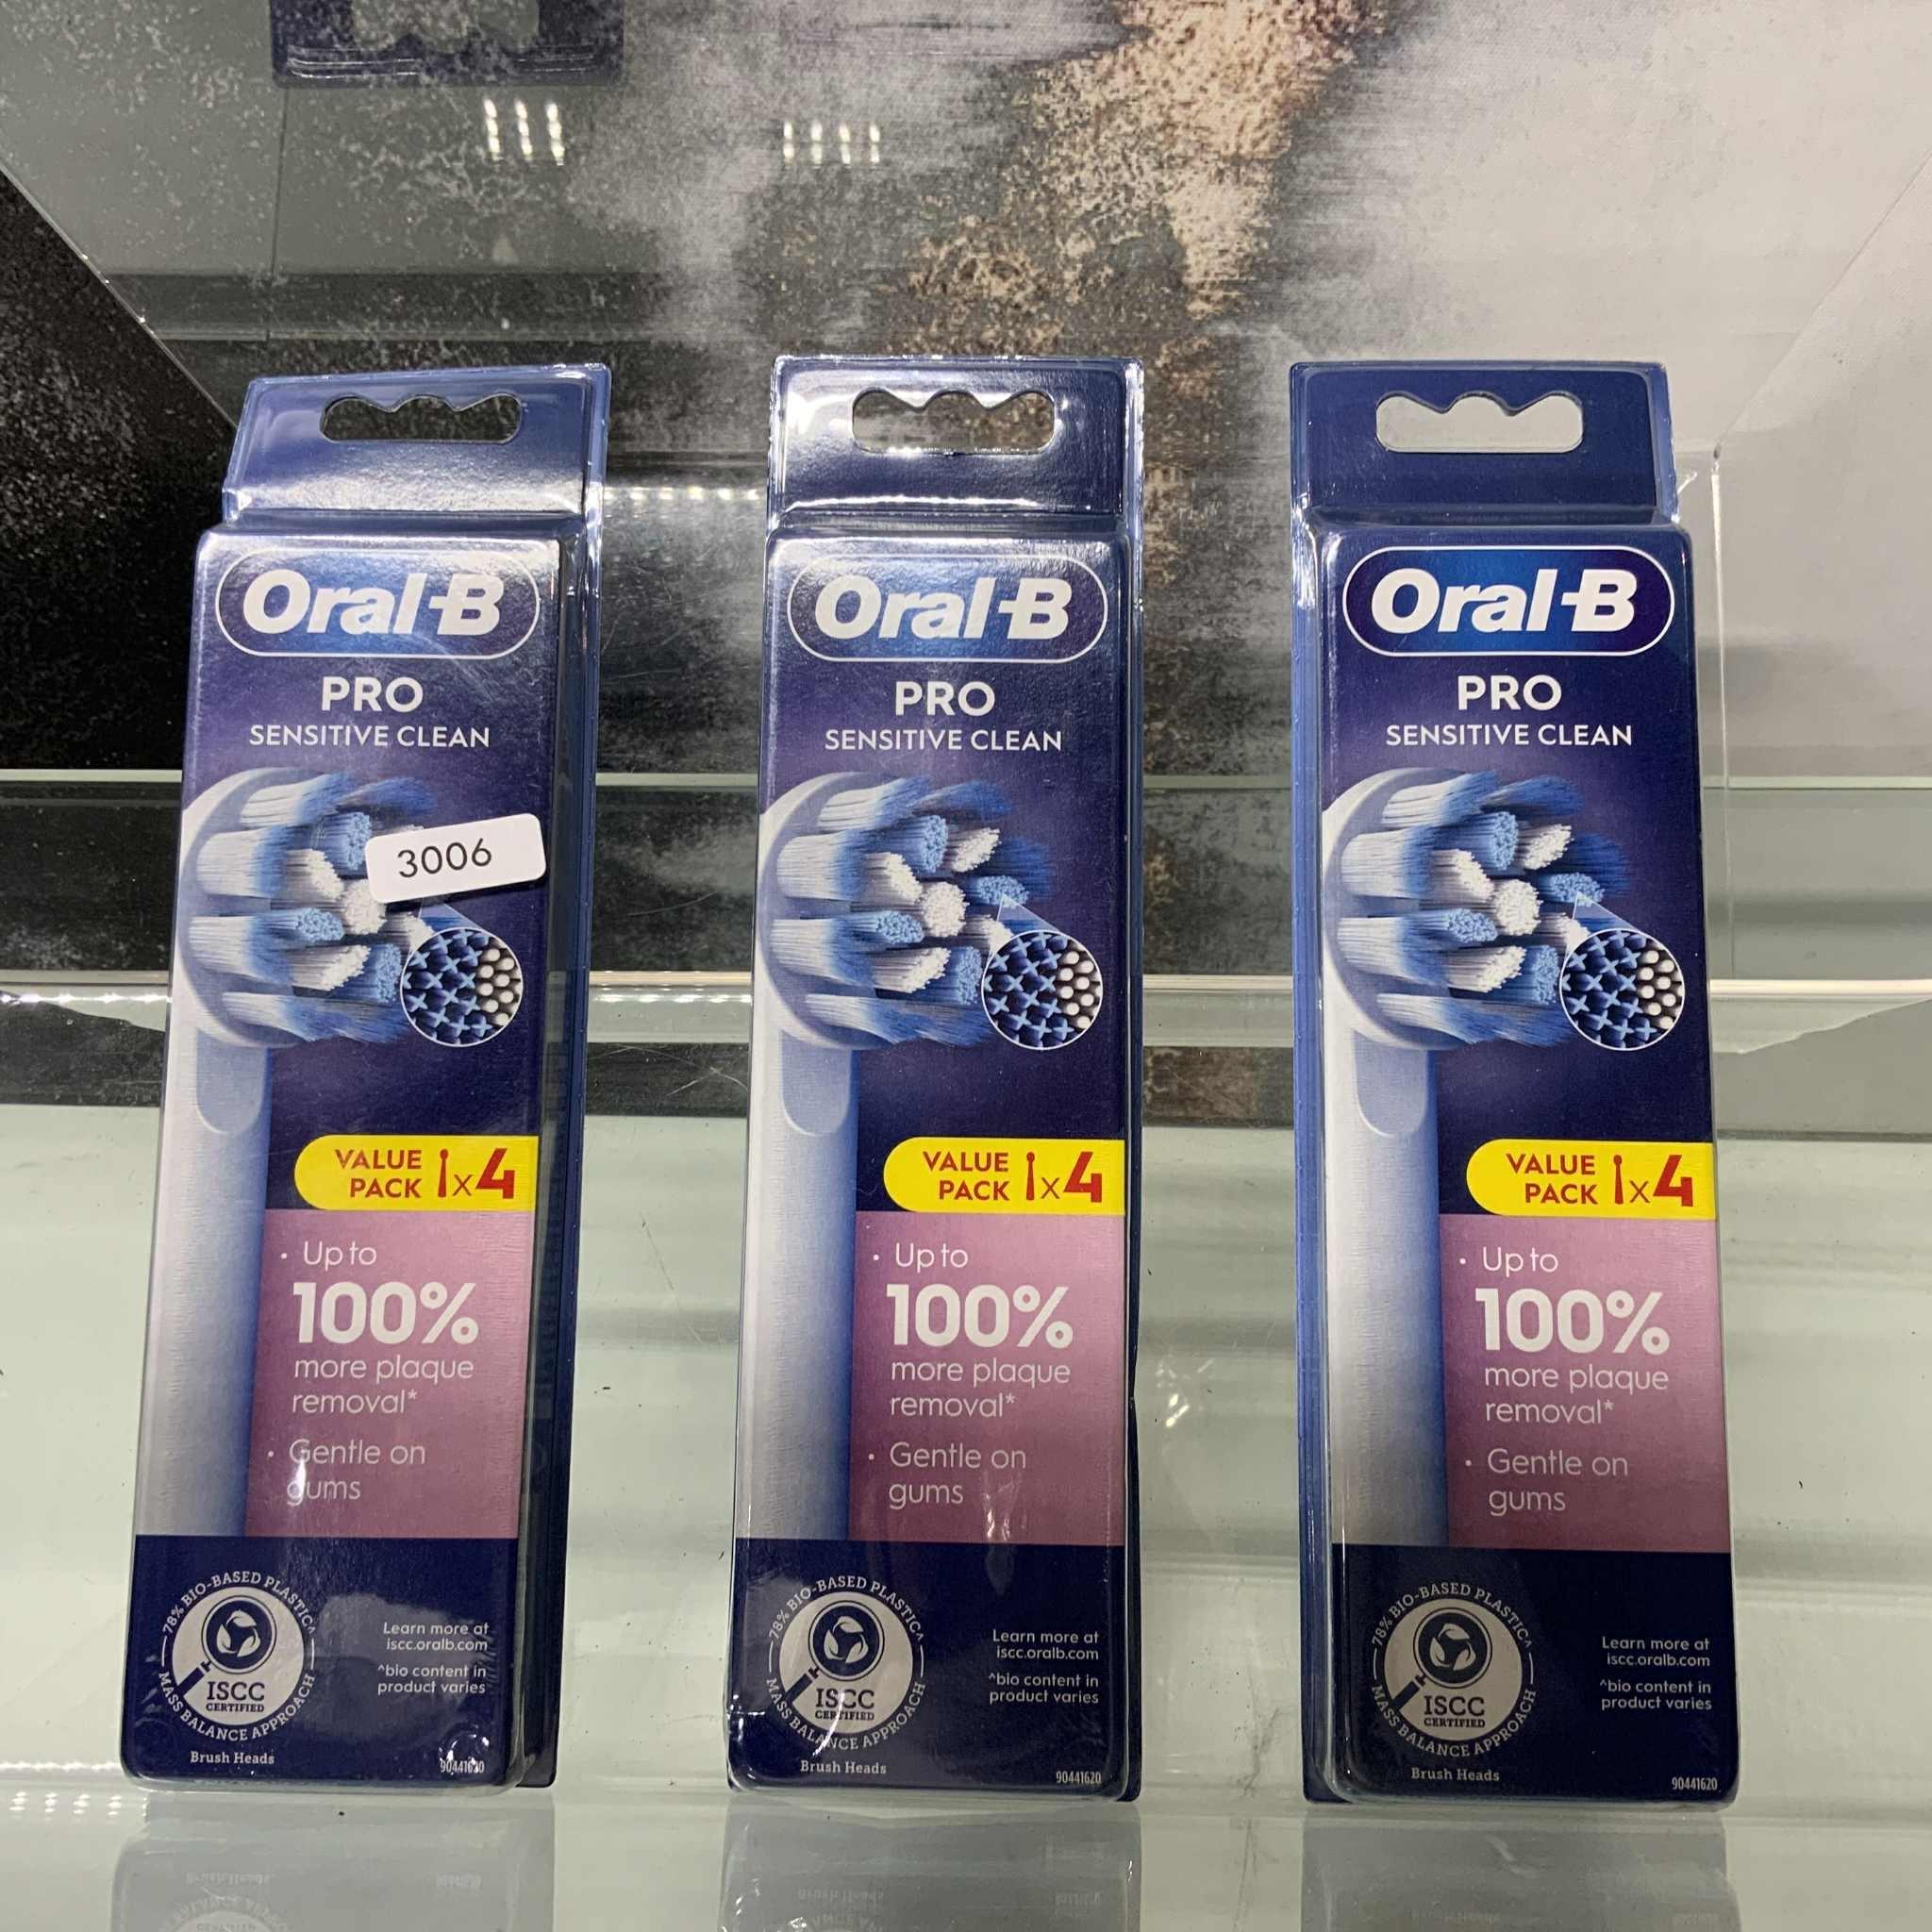 Oral-B
PRO
SENSITIVE CLEAN
3006
VALUE
PACK x4
· Up to
100%
more plaque
removal*
· Gentle on
gums
78% BIO-BASED PLASTIC^
ISCC
CERTIFIED
MASS BALANCE APPROACH
Brush Heads
Learn more at
iscc.oralb.com
^bio content in
product varies
90441620
Oral-B
PRO
SENSITIVE CLEAN
VALUE
PACK x4
· Up to
100%
more plaque
removal*
· Gentle on
gums
78% BIO-BASED PLASTIC^
ISCC
CERTIFIED
MASS BALANCE APPROACH
Brush Heads
Learn more at
iscc.oralb.com
^bio content in
product varies
90441620
Oral-B
PRO
SENSITIVE CLEAN
VALUE
PACK x4
· Up to
100%
more plaque
removal*
· Gentle on
gums
78% BIO-BASED PLASTIC^
ISCC
CERTIFIED
MASS BALANCE APPROACH
Brush Heads
Learn more at
iscc.oralb.com
^bio content in
product varies
90441620